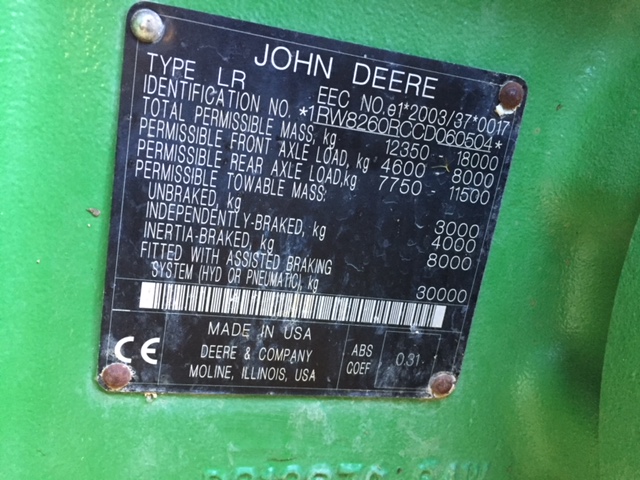 JOHN DEERE
TYPE LR EEC NO. e1*2003/37*0017
IDENTIFICATION NO. *1RW8260RCCD060504*
TOTAL PERMISSIBLE MASS, kg 12350 - 18000
PERMISSIBLE FRONT AXLE LOAD, kg 4600 - 8000
PERMISSIBLE REAR AXLE LOAD,kg 7750 - 11500
PERMISSIBLE TOWABLE MASS:
UNBRAKED, kg 3000
INDEPENDENTLY-BRAKED, kg 4000
INERTIA-BRAKED, kg 8000
FITTED WITH ASSISTED BRAKING
SYSTEM (HYD OR PNEUMATIC) kg 30000
MADE IN USA
CE DEERE & COMPANY ABS
MOLINE, ILLINOIS, USA COEF 0.31